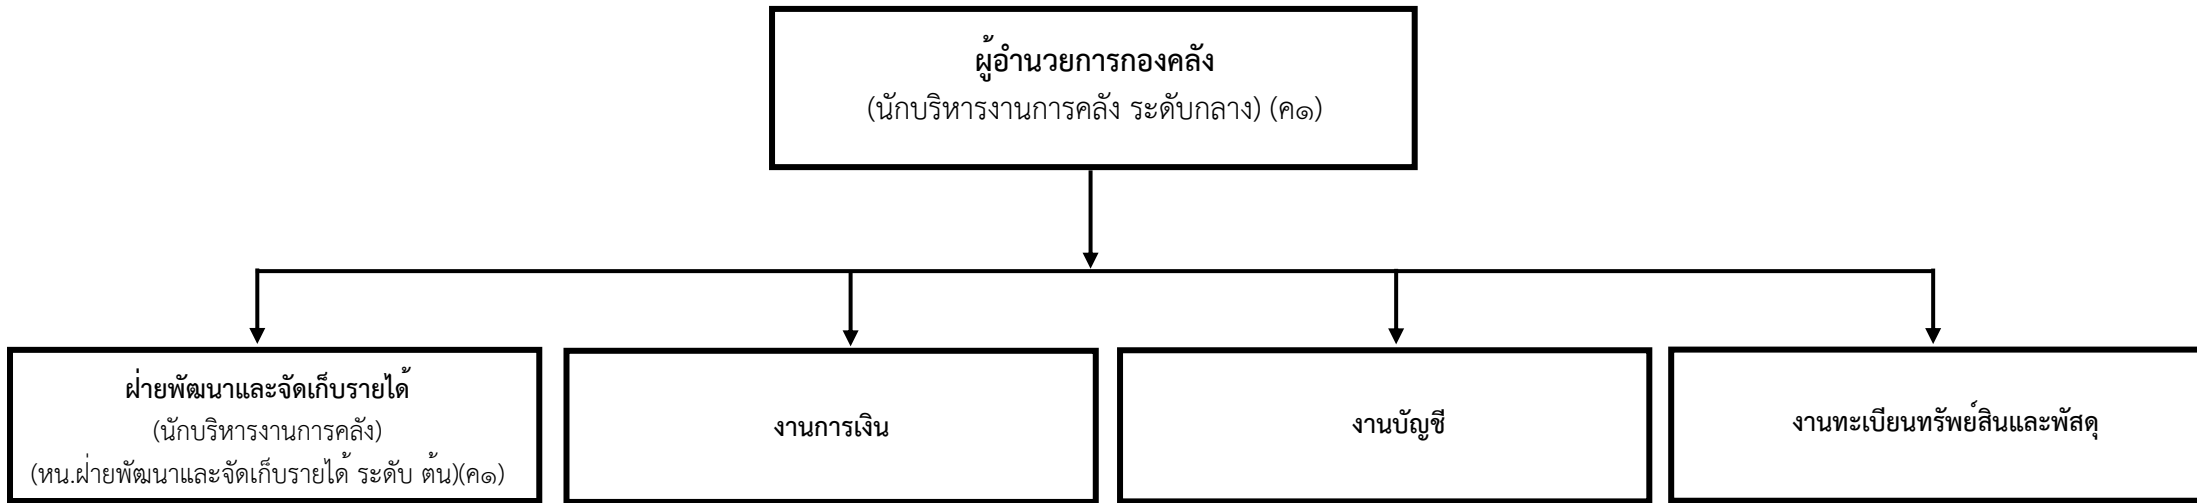 ผู้อำนวยการกองคลัง
(นักบริหารงานการคลัง ระดับกลาง) (ค๑)
ฝ่ายพัฒนาและจัดเก็บรายได้
(นักบริหารงานการคลัง)
(หน.ฝ่ายพัฒนาและจัดเก็บรายได้ ระดับ ต้น)(ค๑)
งานการเงิน
งานบัญชี
งานทะเบียนทรัพย์สินและพัสดุ